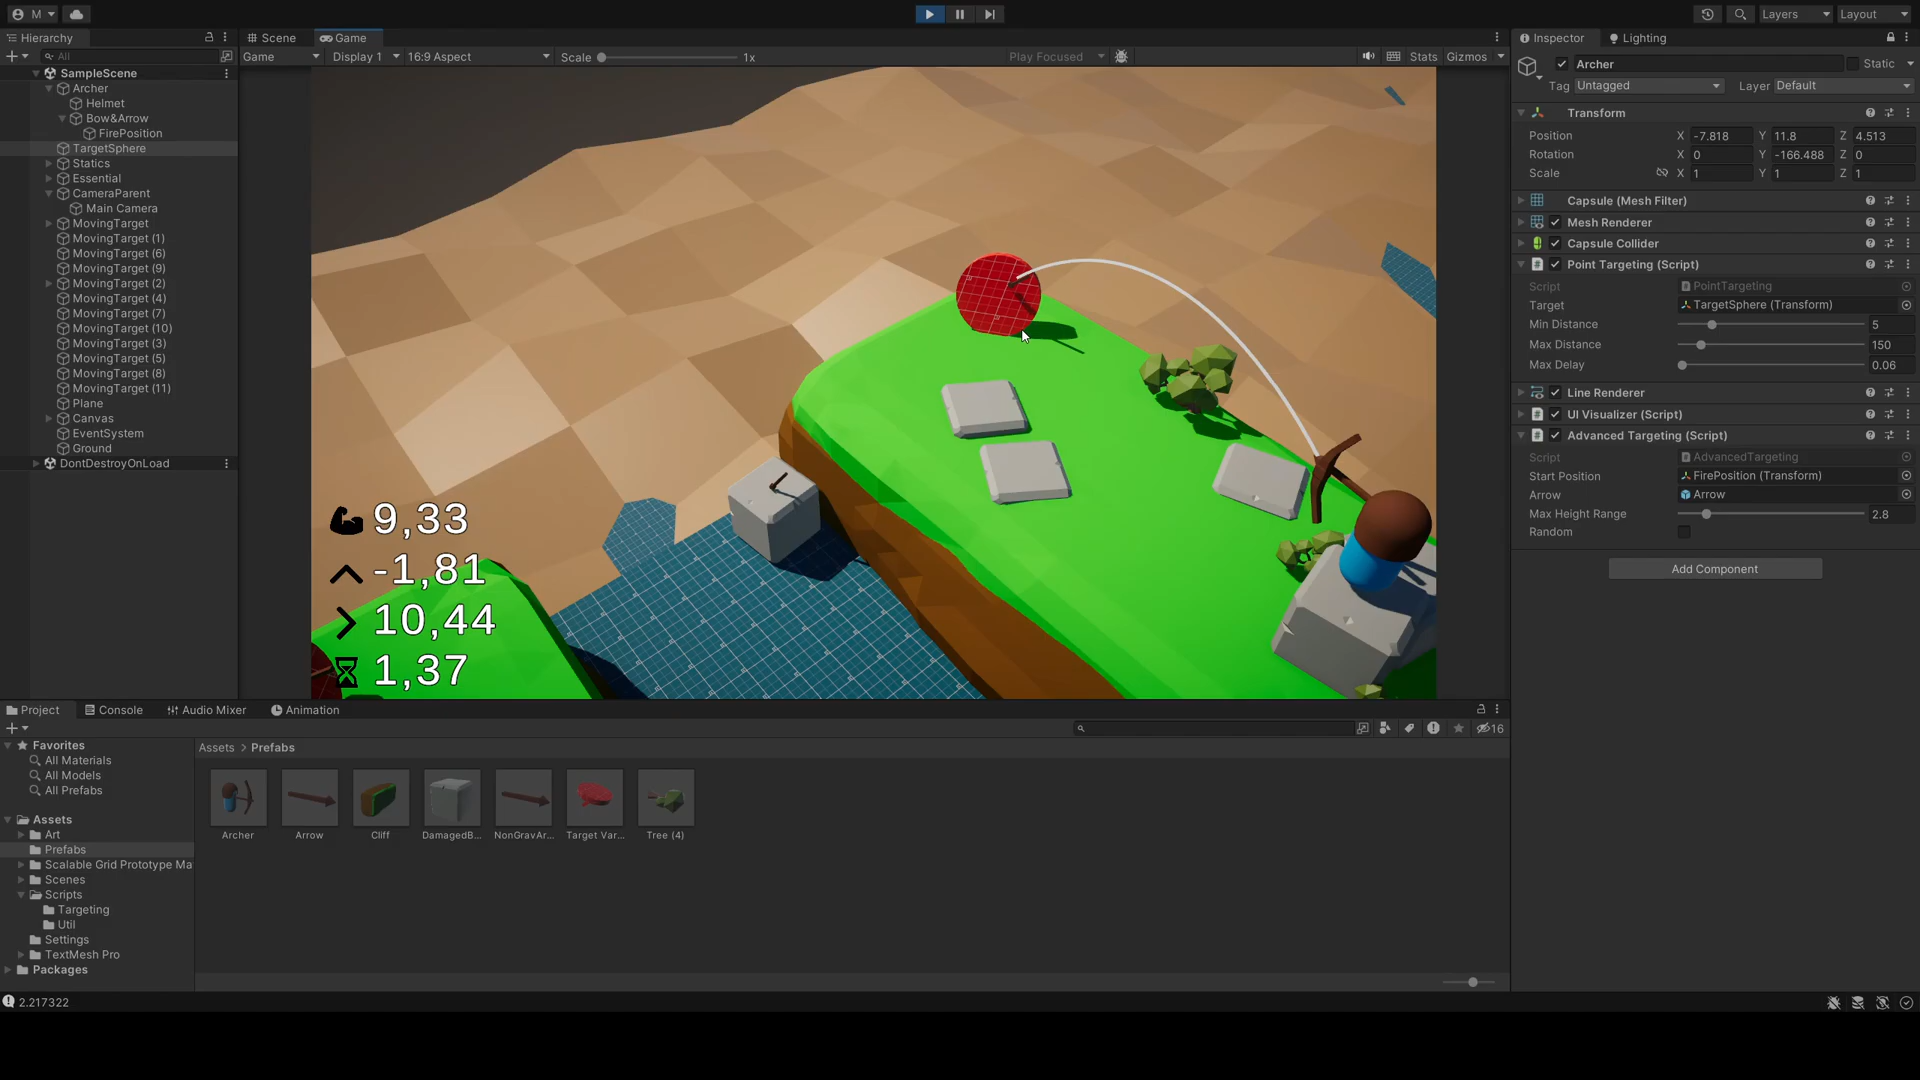 M Layers Layout
Hierarchy Scene Game Inspector Lighting
All Game Display 1 16:9 Aspect Scale 1x Play Focused Stats Gizmos
SampleScene
Archer
Helmet
Bow&Arrow
FirePosition
TargetSphere
Statics
Essential
CameraParent
Main Camera
MovingTarget
MovingTarget (1)
MovingTarget (6)
MovingTarget (9)
MovingTarget (2)
MovingTarget (4)
MovingTarget (7)
MovingTarget (10)
MovingTarget (3)
MovingTarget (5)
MovingTarget (8)
MovingTarget (11)
Plane
Canvas
EventSystem
Ground
DontDestroyOnLoad
9,33
-1,81
10,44
1,37
Archer Static
Tag Untagged Layer Default
Transform
Position X -7.818 Y 11.8 Z 4.513
Rotation X 0 Y -166.488 Z 0
Scale X 1 Y 1 Z 1
Capsule (Mesh Filter)
Mesh Renderer
Capsule Collider
Point Targeting (Script)
Script PointTargeting
Target TargetSphere (Transform)
Min Distance 5
Max Distance 150
Max Delay 0.06
Line Renderer
UI Visualizer (Script)
Advanced Targeting (Script)
Script AdvancedTargeting
Start Position FirePosition (Transform)
Arrow Arrow
Max Height Range 2.8
Random
Add Component
Project Console Audio Mixer Animation
16
Favorites
All Materials
All Models
All Prefabs
Assets
Art
Prefabs
Scalable Grid Prototype Ma
Scenes
Scripts
Targeting
Util
Settings
TextMesh Pro
Packages
Assets > Prefabs
Archer Arrow Cliff DamagedB... NonGravAr... Target Var... Tree (4)
2.217322